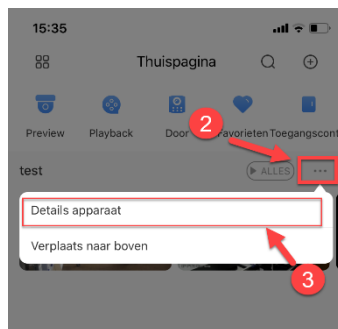 15:35
Thuispagina
Preview Playback Door Favorieten Toegangscont
2
test
ALLES
Details apparaat
Verplaats naar boven
3